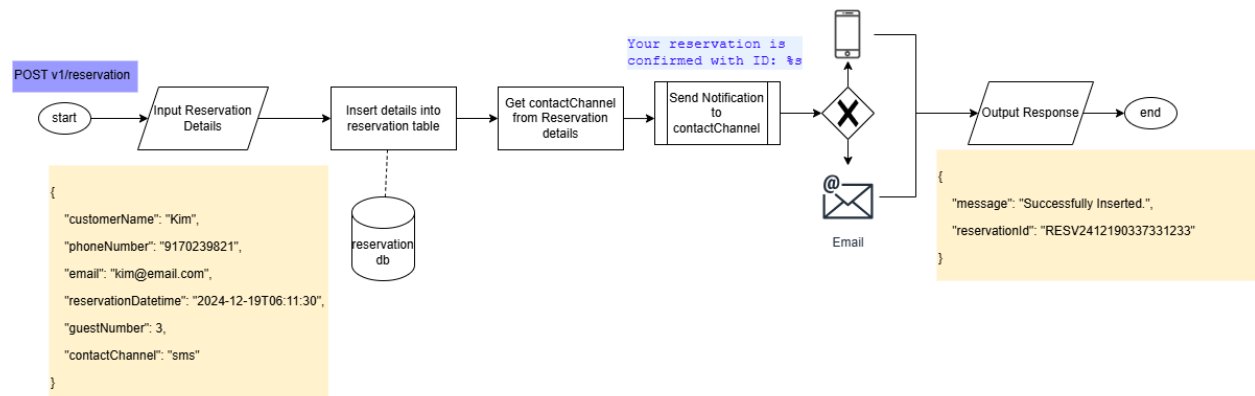 POST v1/reservation
start
Input Reservation
Details
{
"customerName": "Kim",
"phoneNumber": "9170239821",
"email": "kim@email.com",
"reservationDatetime": "2024-12-19T06:11:30",
"guestNumber": 3,
"contactChannel": "sms"
}
Insert details into
reservation table
reservation
db
Get contactChannel
from Reservation
details
Your reservation is
confirmed with ID: %s
Send Notification
to
contactChannel
X
@
Email
Output Response
{
"message": "Successfully Inserted.",
"reservationId": "RESV2412190337331233"
}
end